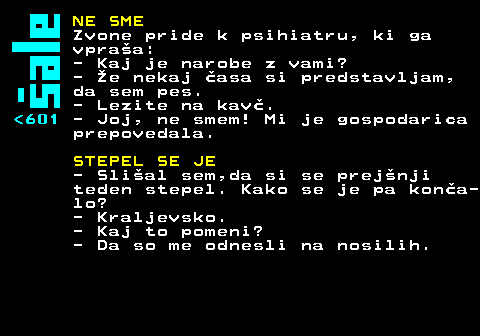 Šale
<601
NE SME
Zvone pride k psihiatru, ki ga
vpraša:
- Kaj je narobe z vami?
- Že nekaj časa si predstavljam,
da sem pes.
- Lezite na kavč.
- Joj, ne smem! Mi je gospodarica
prepovedala.
STEPEL SE JE
- Slišal sem,da si se prejšnji
teden stepel. Kako se je pa konča-
lo?
- Kraljevsko.
- Kaj to pomeni?
- Da so me odnesli na nosilih.